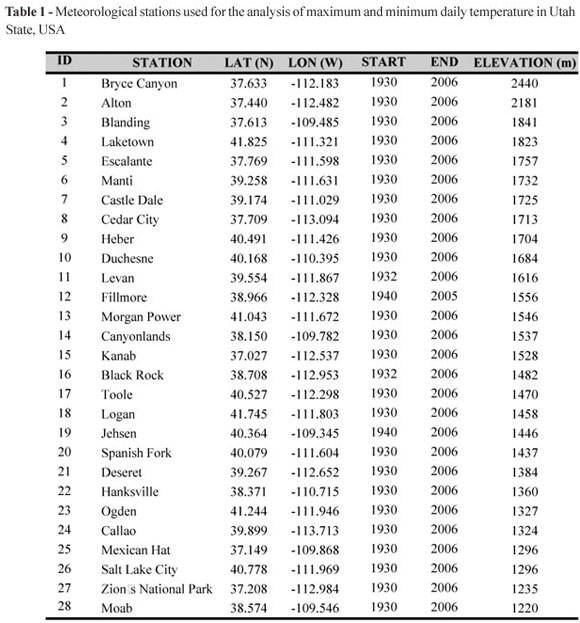 Table 1 - Meteorological stations used for the analysis of maximum and minimum daily temperature in Utah
State, USA
ID STATION LAT (N) LON (W) START END ELEVATION (m)
1 Bryce Canyon 37.633 -112.183 1930 2006 2440
2 Alton 37.440 -112.482 1930 2006 2181
3 Blanding 37.613 -109.485 1930 2006 1841
4 Laketown 41.825 -111.321 1930 2006 1823
5 Escalante 37.769 -111.598 1930 2006 1757
6 Manti 39.258 -111.631 1930 2006 1732
7 Castle Dale 39.174 -111.029 1930 2006 1725
8 Cedar City 37.709 -113.094 1930 2006 1713
9 Heber 40.491 -111.426 1930 2006 1704
10 Duchesne 40.168 -110.395 1930 2006 1684
11 Levan 39.554 -111.867 1932 2006 1616
12 Fillmore 38.966 -112.328 1940 2005 1556
13 Morgan Power 41.043 -111.672 1930 2006 1546
14 Canyonlands 38.150 -109.782 1930 2006 1537
15 Kanab 37.027 -112.537 1930 2006 1528
16 Black Rock 38.708 -112.953 1932 2006 1482
17 Toole 40.527 -112.298 1930 2006 1470
18 Logan 41.745 -111.803 1930 2006 1458
19 Jehsen 40.364 -109.345 1940 2006 1446
20 Spanish Fork 40.079 -111.604 1930 2006 1437
21 Deseret 39.267 -112.652 1930 2006 1384
22 Hanksville 38.371 -110.715 1930 2006 1360
23 Ogden 41.244 -111.946 1930 2006 1327
24 Callao 39.899 -113.713 1930 2006 1324
25 Mexican Hat 37.149 -109.868 1930 2006 1296
26 Salt Lake City 40.778 -111.969 1930 2006 1296
27 Zion▯s National Park 37.208 -112.984 1930 2006 1235
28 Moab 38.574 -109.546 1930 2006 1220